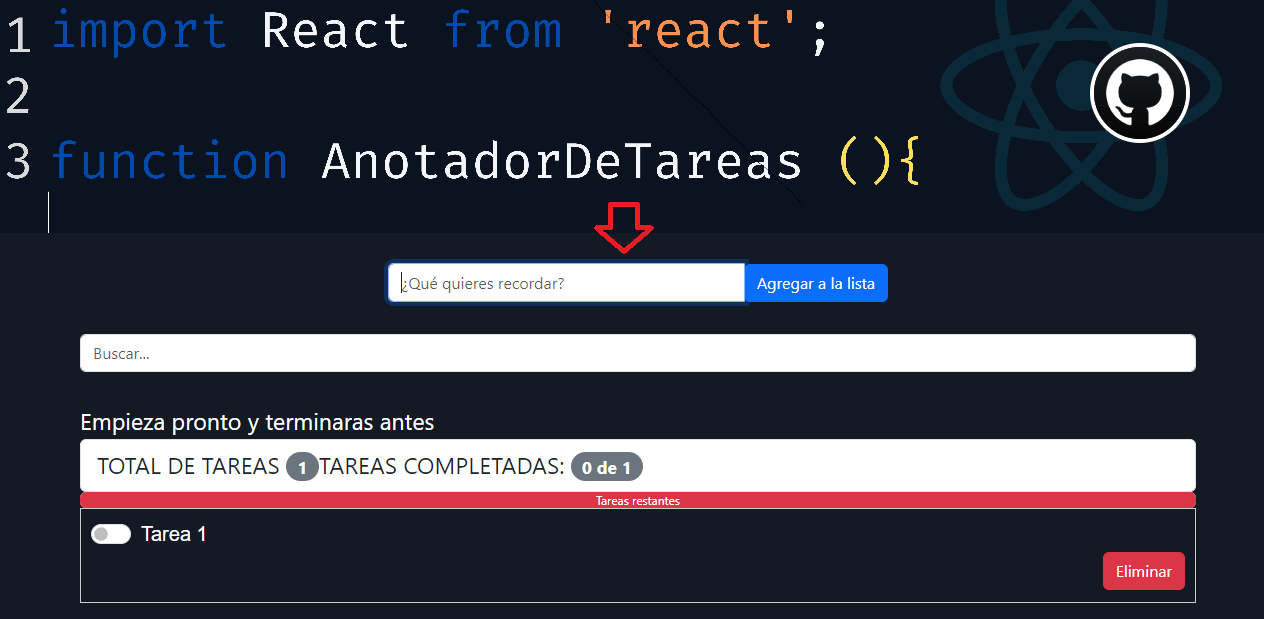 1 import React from 'react';
2
3 function AnotadorDeTareas (){
¿Qué quieres recordar? Agregar a la lista
Buscar...
Empieza pronto y terminaras antes
TOTAL DE TAREAS 1 TAREAS COMPLETADAS: 0 de 1
Tareas restantes
Tarea 1
Eliminar